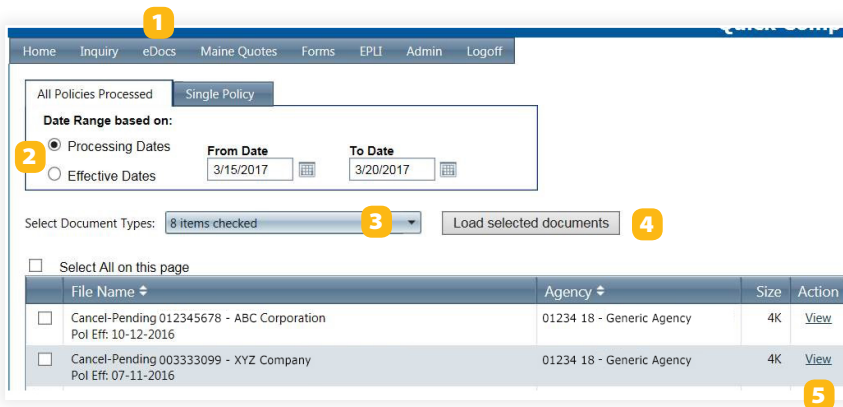 1
Quick Comp
Home Inquiry eDocs Maine Quotes Forms EPLI Admin Logoff
All Policies Processed Single Policy
Date Range based on:
2 Processing Dates From Date To Date
Effective Dates 3/15/2017 3/20/2017
Select Document Types: 8 items checked 3 Load selected documents 4
Select All on this page
File Name Agency Size Action
Cancel-Pending 012345678 - ABC Corporation 01234 18 - Generic Agency 4K View
Pol Eff: 10-12-2016
Cancel-Pending 003333099 - XYZ Company 01234 18 - Generic Agency 4K View
Pol Eff: 07-11-2016
5